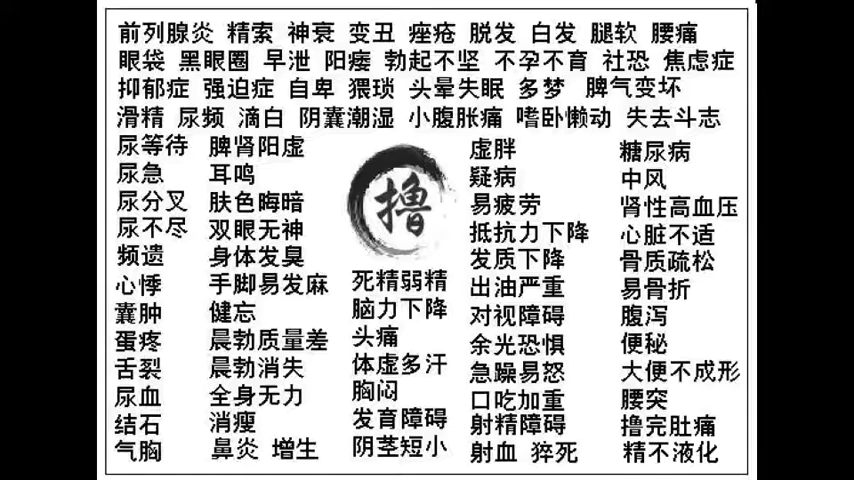 前列腺炎 精索 神衰 变丑 痤疮 脱发 白发 腿软 腰痛
眼袋 黑眼圈 早泄 阳痿 勃起不坚 不孕不育 社恐 焦虑症
抑郁症 强迫症 自卑 猥琐 头晕失眠 多梦 脾气变坏
滑精 尿频 滴白 阴囊潮湿 小腹胀痛 嗜卧懒动 失去斗志
尿等待
尿急
尿分叉
尿不尽
频遗
心悸
囊肿
蛋疼
舌裂
尿血
结石
气胸
脾肾阳虚
耳鸣
肤色晦暗
双眼无神
身体发臭
手脚易发麻
健忘
晨勃质量差
晨勃消失
全身无力
消瘦
鼻炎 增生
撸
死精弱精
脑力下降
头痛
体虚多汗
胸闷
发育障碍
阴茎短小
虚胖
疑病
易疲劳
抵抗力下降
发质下降
出油严重
对视障碍
余光恐惧
急躁易怒
口吃加重
射精障碍
射血 猝死
糖尿病
中风
肾性高血压
心脏不适
骨质疏松
易骨折
腹泻
便秘
大便不成形
腰突
撸完肚痛
精不液化